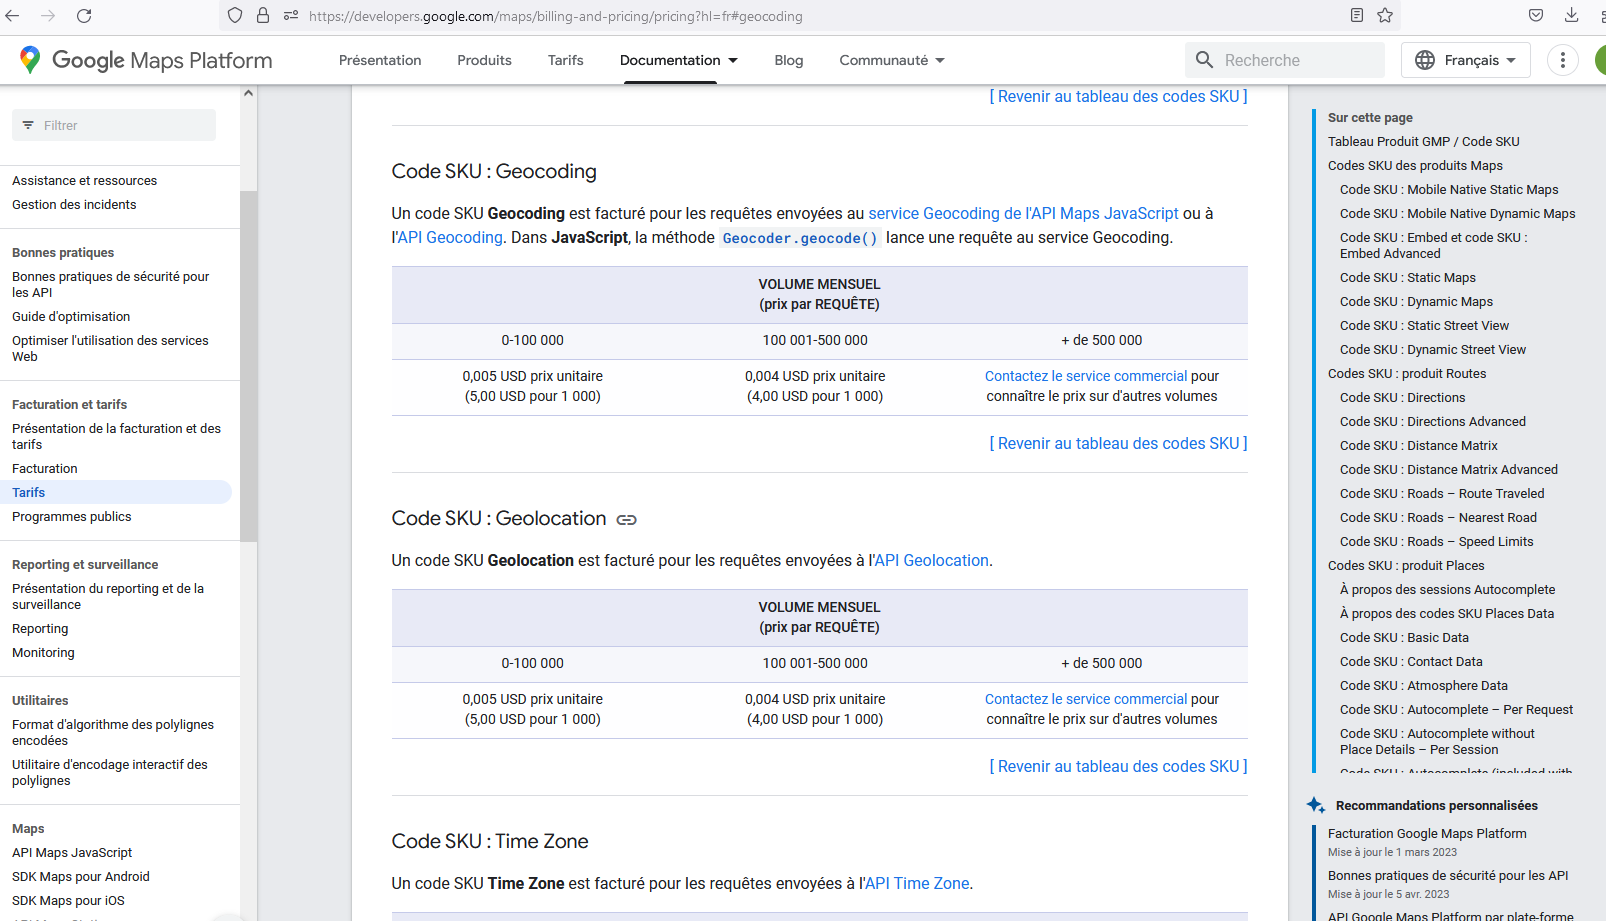 https://developers.google.com/maps/billing-and-pricing/pricing?hl=fr#geocoding
Google Maps Platform
Présentation
Produits
Tarifs
Documentation
Blog
Communauté
Recherche
Français
Filtrer
Assistance et ressources
Gestion des incidents
Bonnes pratiques
Bonnes pratiques de sécurité pour
les API
Guide d'optimisation
Optimiser l'utilisation des services
Web
Facturation et tarifs
Présentation de la facturation et des
tarifs
Facturation
Tarifs
Programmes publics
Reporting et surveillance
Présentation du reporting et de la
surveillance
Reporting
Monitoring
Utilitaires
Format d'algorithme des polylignes
encodées
Utilitaire d'encodage interactif des
polylignes
Maps
API Maps JavaScript
SDK Maps pour Android
SDK Maps pour iOS
[ Revenir au tableau des codes SKU ]
Code SKU : Geocoding
Un code SKU Geocoding est facturé pour les requêtes envoyées au service Geocoding de l'API Maps JavaScript ou à
l'API Geocoding. Dans JavaScript, la méthode Geocoder.geocode() lance une requête au service Geocoding.
VOLUME MENSUEL
(prix par REQUÊTE)
0-100 000 100 001-500 000 + de 500 000
0,005 USD prix unitaire 0,004 USD prix unitaire Contactez le service commercial pour
(5,00 USD pour 1 000) (4,00 USD pour 1 000) connaître le prix sur d'autres volumes
[ Revenir au tableau des codes SKU ]
Code SKU : Geolocation
Un code SKU Geolocation est facturé pour les requêtes envoyées à l'API Geolocation.
VOLUME MENSUEL
(prix par REQUÊTE)
0-100 000 100 001-500 000 + de 500 000
0,005 USD prix unitaire 0,004 USD prix unitaire Contactez le service commercial pour
(5,00 USD pour 1 000) (4,00 USD pour 1 000) connaître le prix sur d'autres volumes
[ Revenir au tableau des codes SKU ]
Code SKU : Time Zone
Un code SKU Time Zone est facturé pour les requêtes envoyées à l'API Time Zone.
Sur cette page
Tableau Produit GMP / Code SKU
Codes SKU des produits Maps
Code SKU : Mobile Native Static Maps
Code SKU : Mobile Native Dynamic Maps
Code SKU : Embed et code SKU :
Embed Advanced
Code SKU : Static Maps
Code SKU : Dynamic Maps
Code SKU : Static Street View
Code SKU : Dynamic Street View
Codes SKU : produit Routes
Code SKU : Directions
Code SKU : Directions Advanced
Code SKU : Distance Matrix
Code SKU : Distance Matrix Advanced
Code SKU : Roads – Route Traveled
Code SKU : Roads – Nearest Road
Code SKU : Roads – Speed Limits
Codes SKU : produit Places
À propos des sessions Autocomplete
À propos des codes SKU Places Data
Code SKU : Basic Data
Code SKU : Contact Data
Code SKU : Atmosphere Data
Code SKU : Autocomplete – Per Request
Code SKU : Autocomplete without
Place Details – Per Session
Code SKU : Autocomplete (included with
Recommandations personnalisées
Facturation Google Maps Platform
Mise à jour le 1 mars 2023
Bonnes pratiques de sécurité pour les API
Mise à jour le 5 avr. 2023
API Google Maps Platform par plate-forme